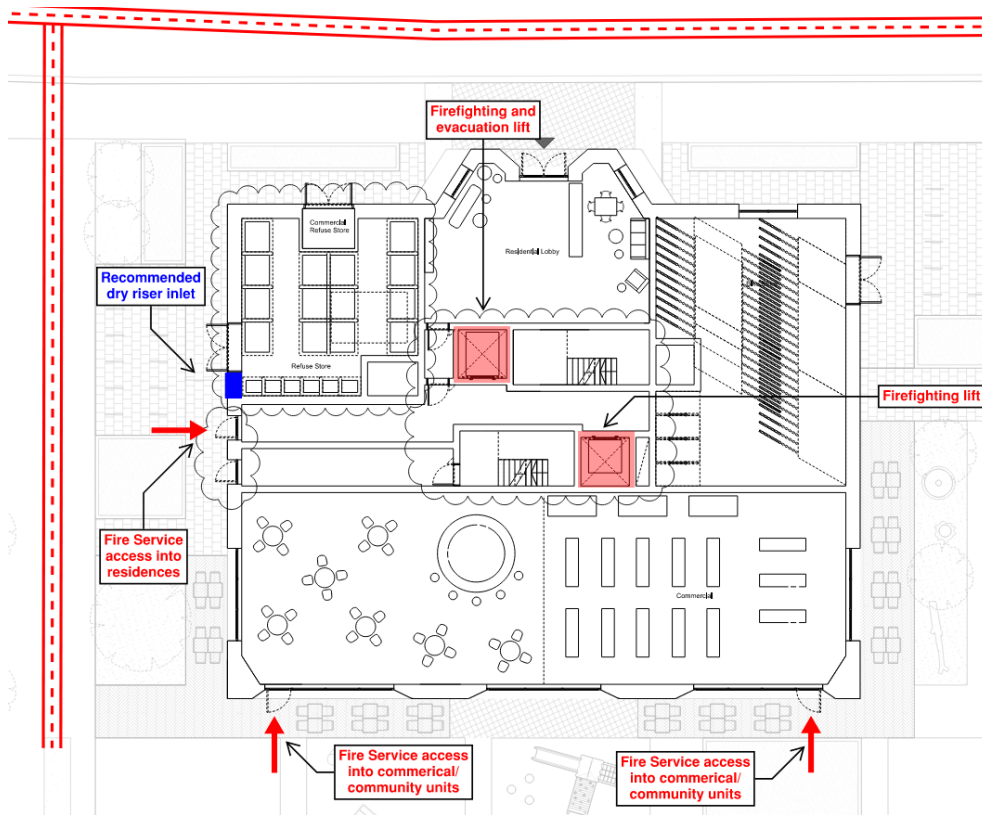 Firefighting and
evacuation lift
Commercial
Refuse Store
Residential Lobby
Recommended
dry riser inlet
Refuse Store
Firefighting lift
Fire Service
access into
residences
Commercial
Fire Service access
into commerical/
community units
Fire Service access
into commerical/
community units